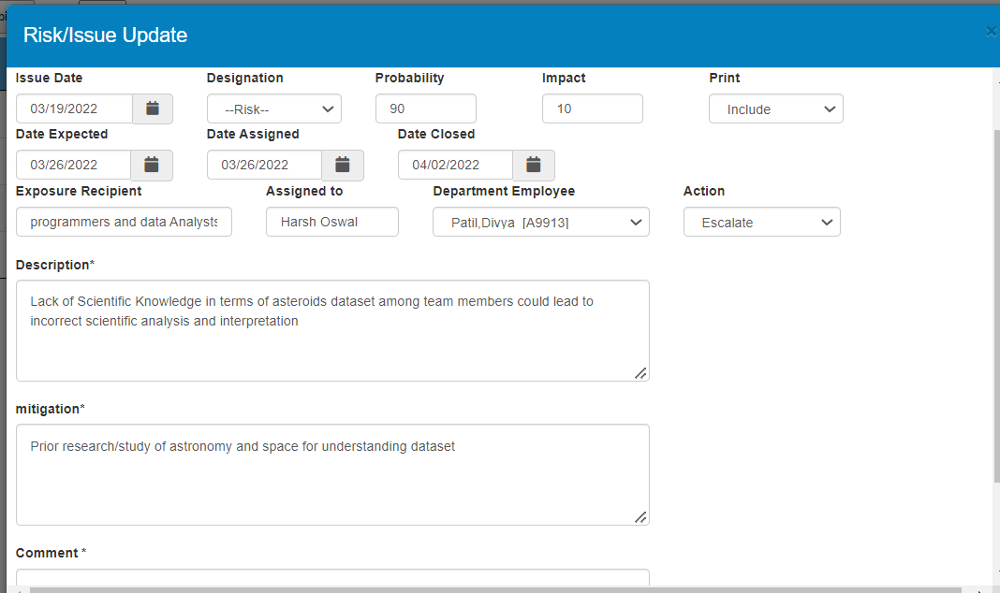 Risk/Issue Update ×
Issue Date Designation Probability Impact Print
03/19/2022 --Risk-- 90 10 Include
Date Expected Date Assigned Date Closed
03/26/2022 03/26/2022 04/02/2022
Exposure Recipient Assigned to Department Employee Action
programmers and data Analysts Harsh Oswal Patil,Divya [A9913] Escalate
Description*
Lack of Scientific Knowledge in terms of asteroids dataset among team members could lead to
incorrect scientific analysis and interpretation
mitigation*
Prior research/study of astronomy and space for understanding dataset
Comment *